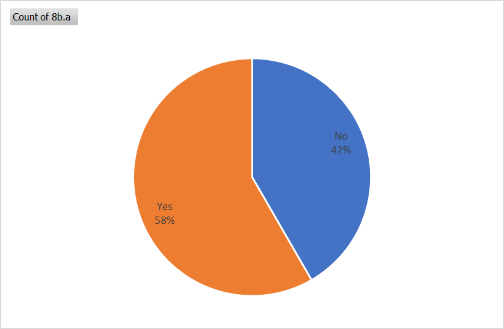 Count of 8b.a
No
42%
Yes
58%